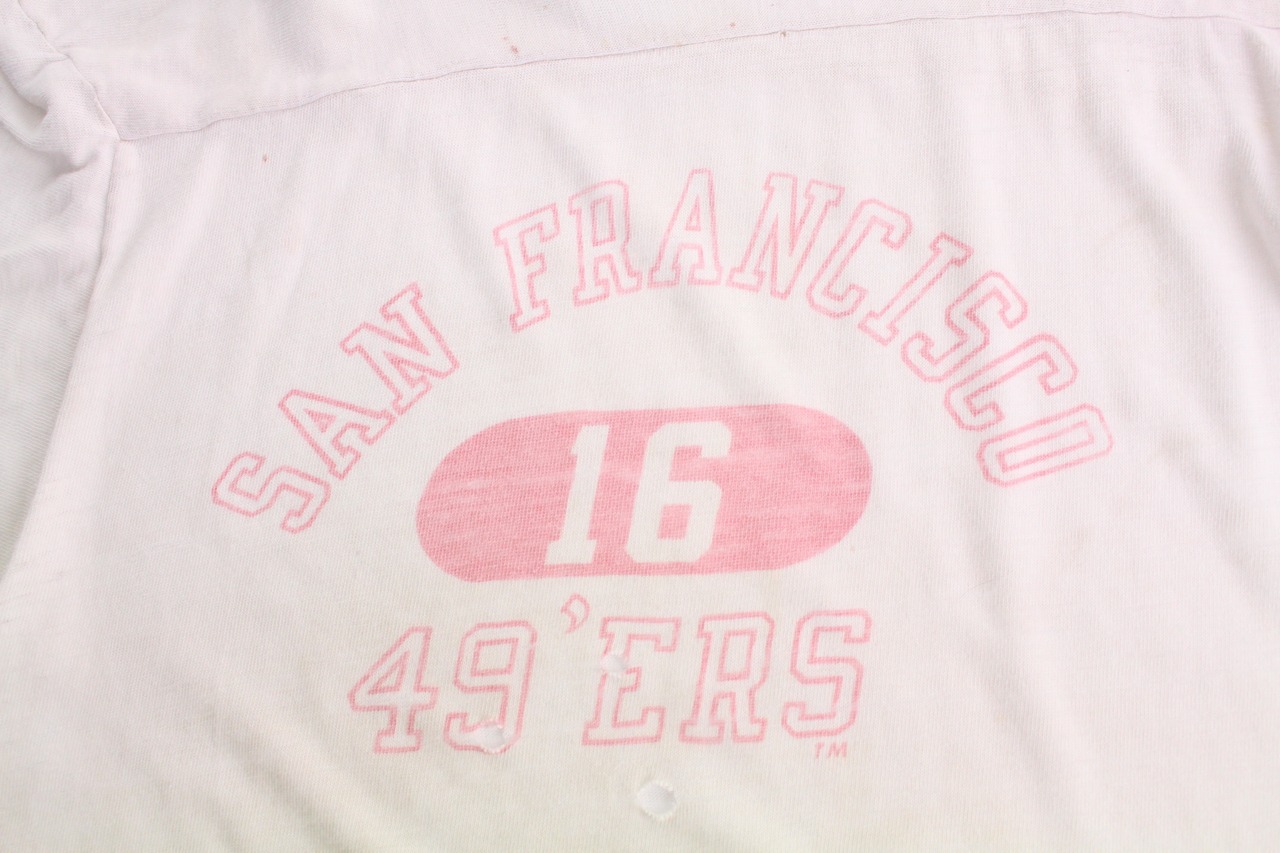 SAN FRANCISCO
16
49'ERS
TM